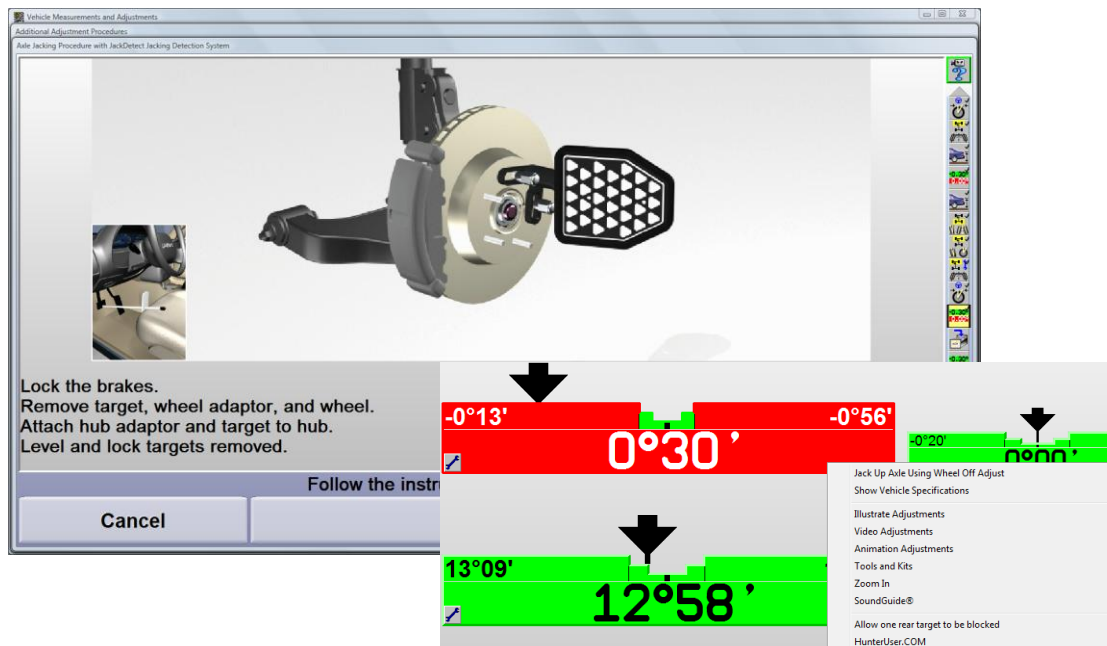 Vehicle Measurements and Adjustments
Additional Adjustment Procedures
Axle Jacking Procedure with JackDetect Jacking Detection System
Lock the brakes.
Remove target, wheel adaptor, and wheel.
Attach hub adaptor and target to hub.
Level and lock targets removed.
Follow the instr
Cancel
-0°13' -0°56'
0°30'
-0°20'
0°00'
13°09'
12°58'
Jack Up Axle Using Wheel Off Adjust
Show Vehicle Specifications
Illustrate Adjustments
Video Adjustments
Animation Adjustments
Tools and Kits
Zoom In
SoundGuide®
Allow one rear target to be blocked
HunterUser.COM